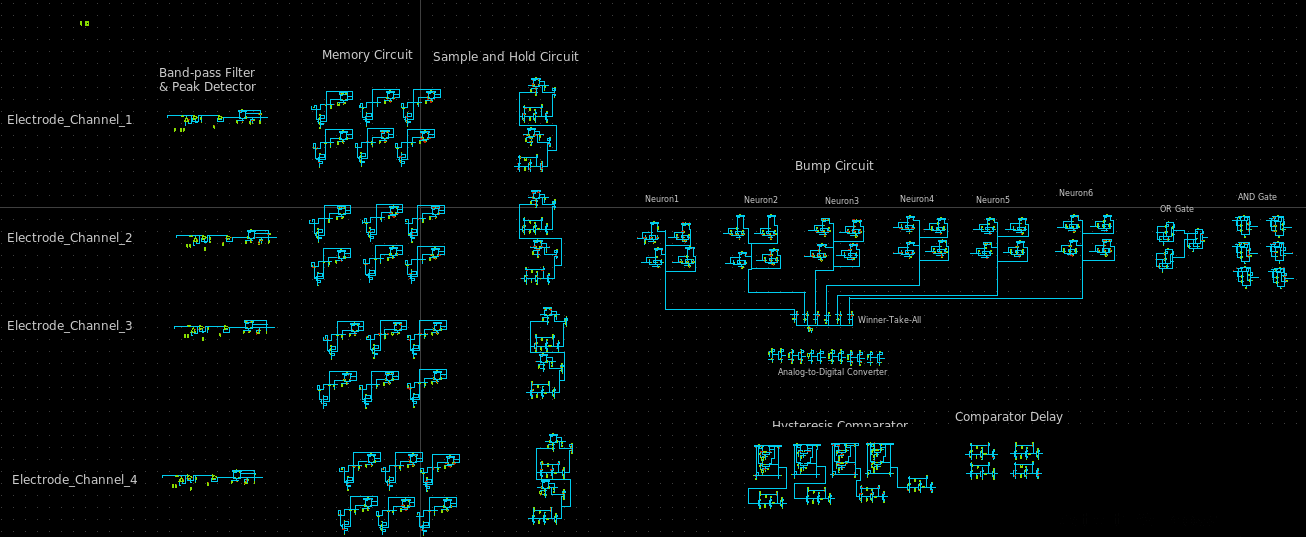 Memory Circuit
Sample and Hold Circuit
Band-pass Filter
& Peak Detector
Electrode_Channel_1
Bump Circuit
Neuron1
Neuron2
Neuron3
Neuron4
Neuron5
Neuron6
OR Gate
AND Gate
Electrode_Channel_2
Electrode_Channel_3
Winner-Take-All
Analog-to-Digital Converter
Hysteresis Comparator
Comparator Delay
Electrode_Channel_4